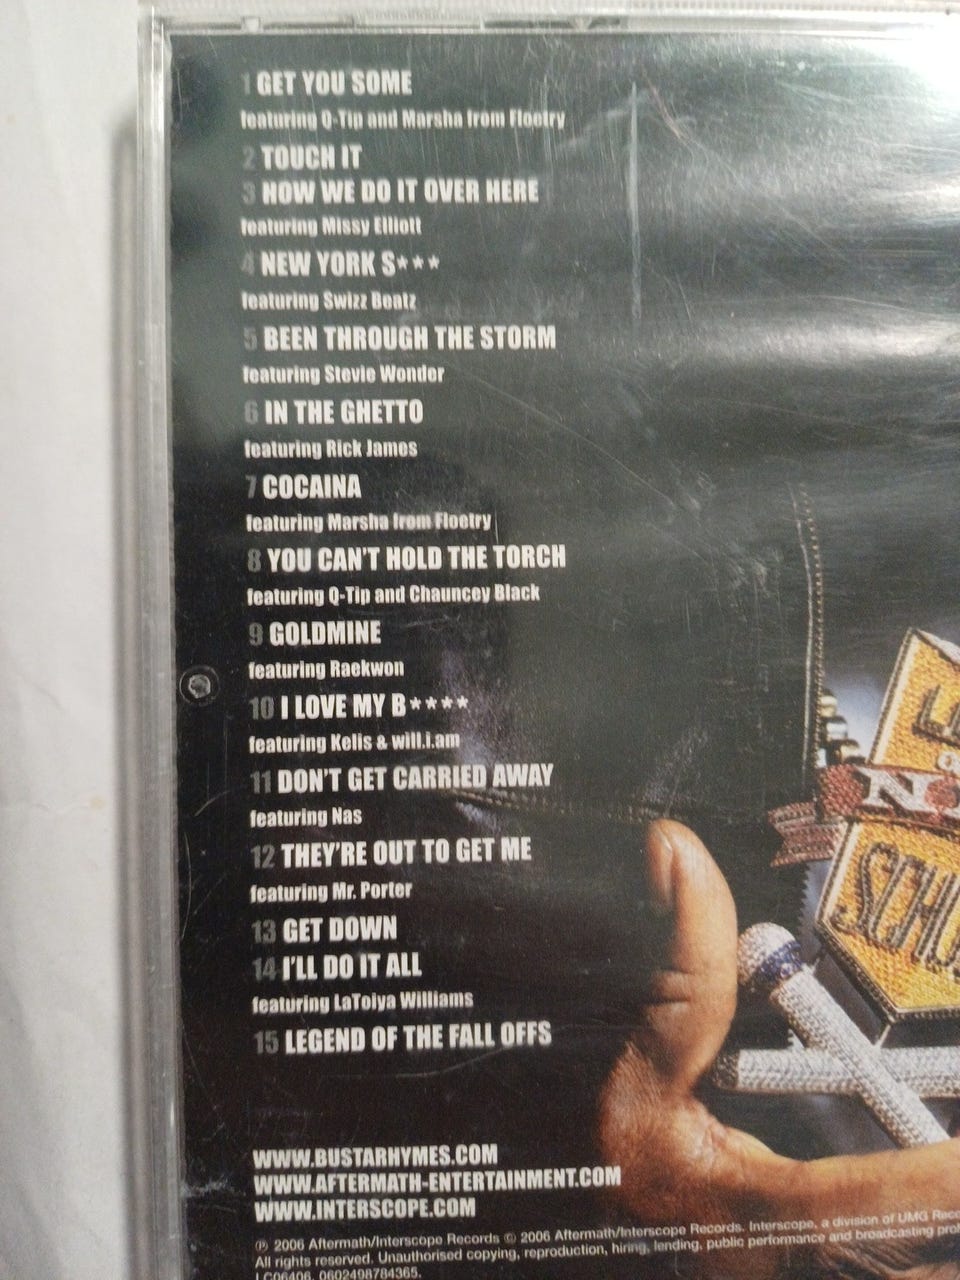 1 GET YOU SOME
featuring Q-Tip and Marsha from Floetry
2 TOUCH IT
3 HOW WE DO IT OVER HERE
featuring Missy Elliott
4 NEW YORK S***
featuring Swizz Beatz
5 BEEN THROUGH THE STORM
featuring Stevie Wonder
6 IN THE GHETTO
featuring Rick James
7 COCAINA
featuring Marsha from Floetry
8 YOU CAN'T HOLD THE TORCH
featuring Q-Tip and Chauncey Black
9 GOLDMINE
featuring Raekwon
10 I LOVE MY B****
featuring Kelis & will.i.am
11 DON'T GET CARRIED AWAY
featuring Nas
12 THEY'RE OUT TO GET ME
featuring Mr. Porter
13 GET DOWN
14 I'LL DO IT ALL
featuring LaToiya Williams
15 LEGEND OF THE FALL OFFS
WWW.BUSTARHYMES.COM
WWW.AFTERMATH-ENTERTAINMENT.COM
WWW.INTERSCOPE.COM
℗ 2006 Aftermath/Interscope Records © 2006 Aftermath/Interscope Records. Interscope, a division of UMG
All rights reserved. Unauthorised copying, reproduction, hiring, lending, public performance and broadcasting
LC06406. 0602498784365.